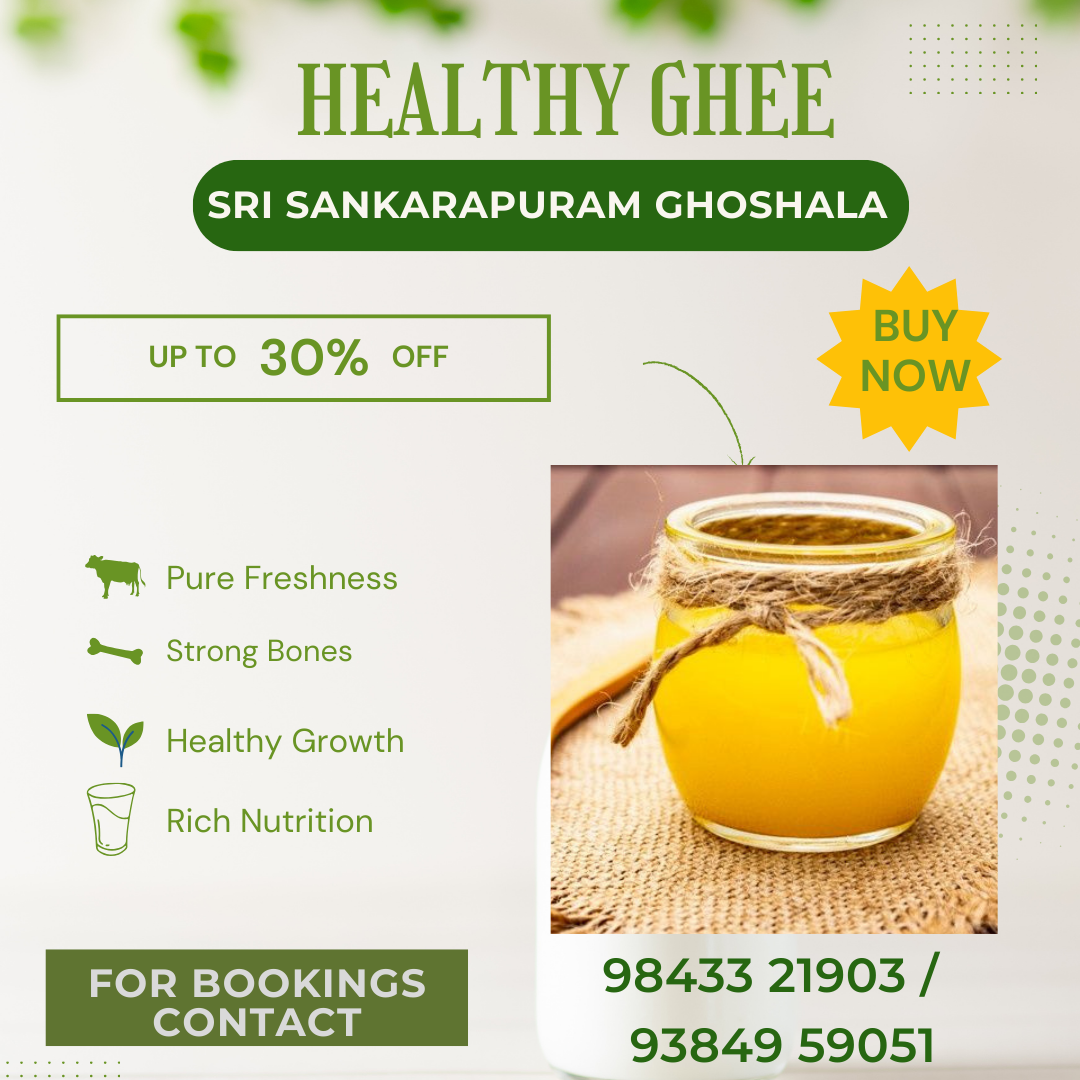 HEALTHY GHEE
SRI SANKARAPURAM GHOSHALA
UP TO 30% OFF
BUY
NOW
Pure Freshness
Strong Bones
Healthy Growth
Rich Nutrition
FOR BOOKINGS
CONTACT
98433 21903 /
93849 59051